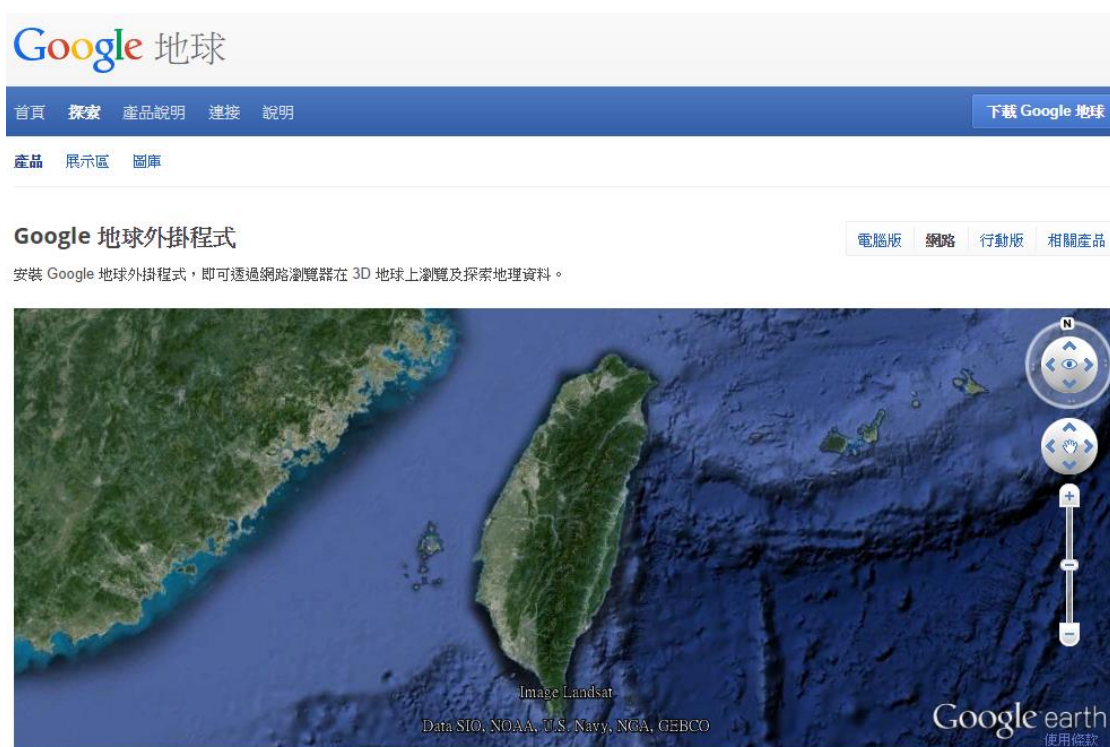 Google 地球
首頁 探索 產品說明 連接 說明 下載 Google 地球
產品 展示區 圖庫
Google 地球外掛程式 電腦版 網路 行動版 相關產品
安裝 Google 地球外掛程式，即可透過網路瀏覽器在 3D 地球上瀏覽及探索地理資料。
N
Image Landsat
Data SIO, NOAA, U.S. Navy, NGA, GEBCO
Google earth
使用條款